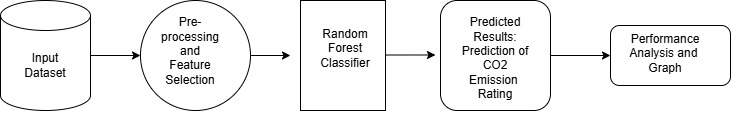 Input
Dataset
Pre-
processing
and
Feature
Selection
Random
Forest
Classifier
Predicted
Results:
Prediction of
CO2
Emission
Rating
Performance
Analysis and
Graph